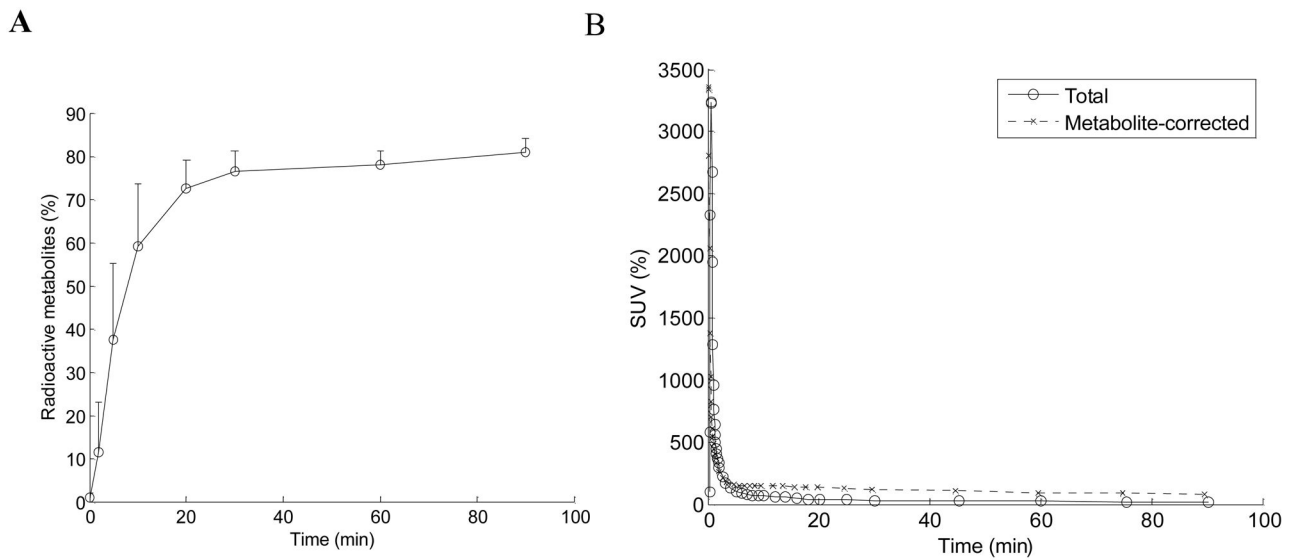 A
B
Radioactive metabolites (%)
90
80
70
60
50
40
30
20
10
0
0 20 40 60 80 100
Time (min)
SUV (%)
3500
3000
2500
2000
1500
1000
500
0
0 20 40 60 80 100
Time (min)
Total
Metabolite-corrected